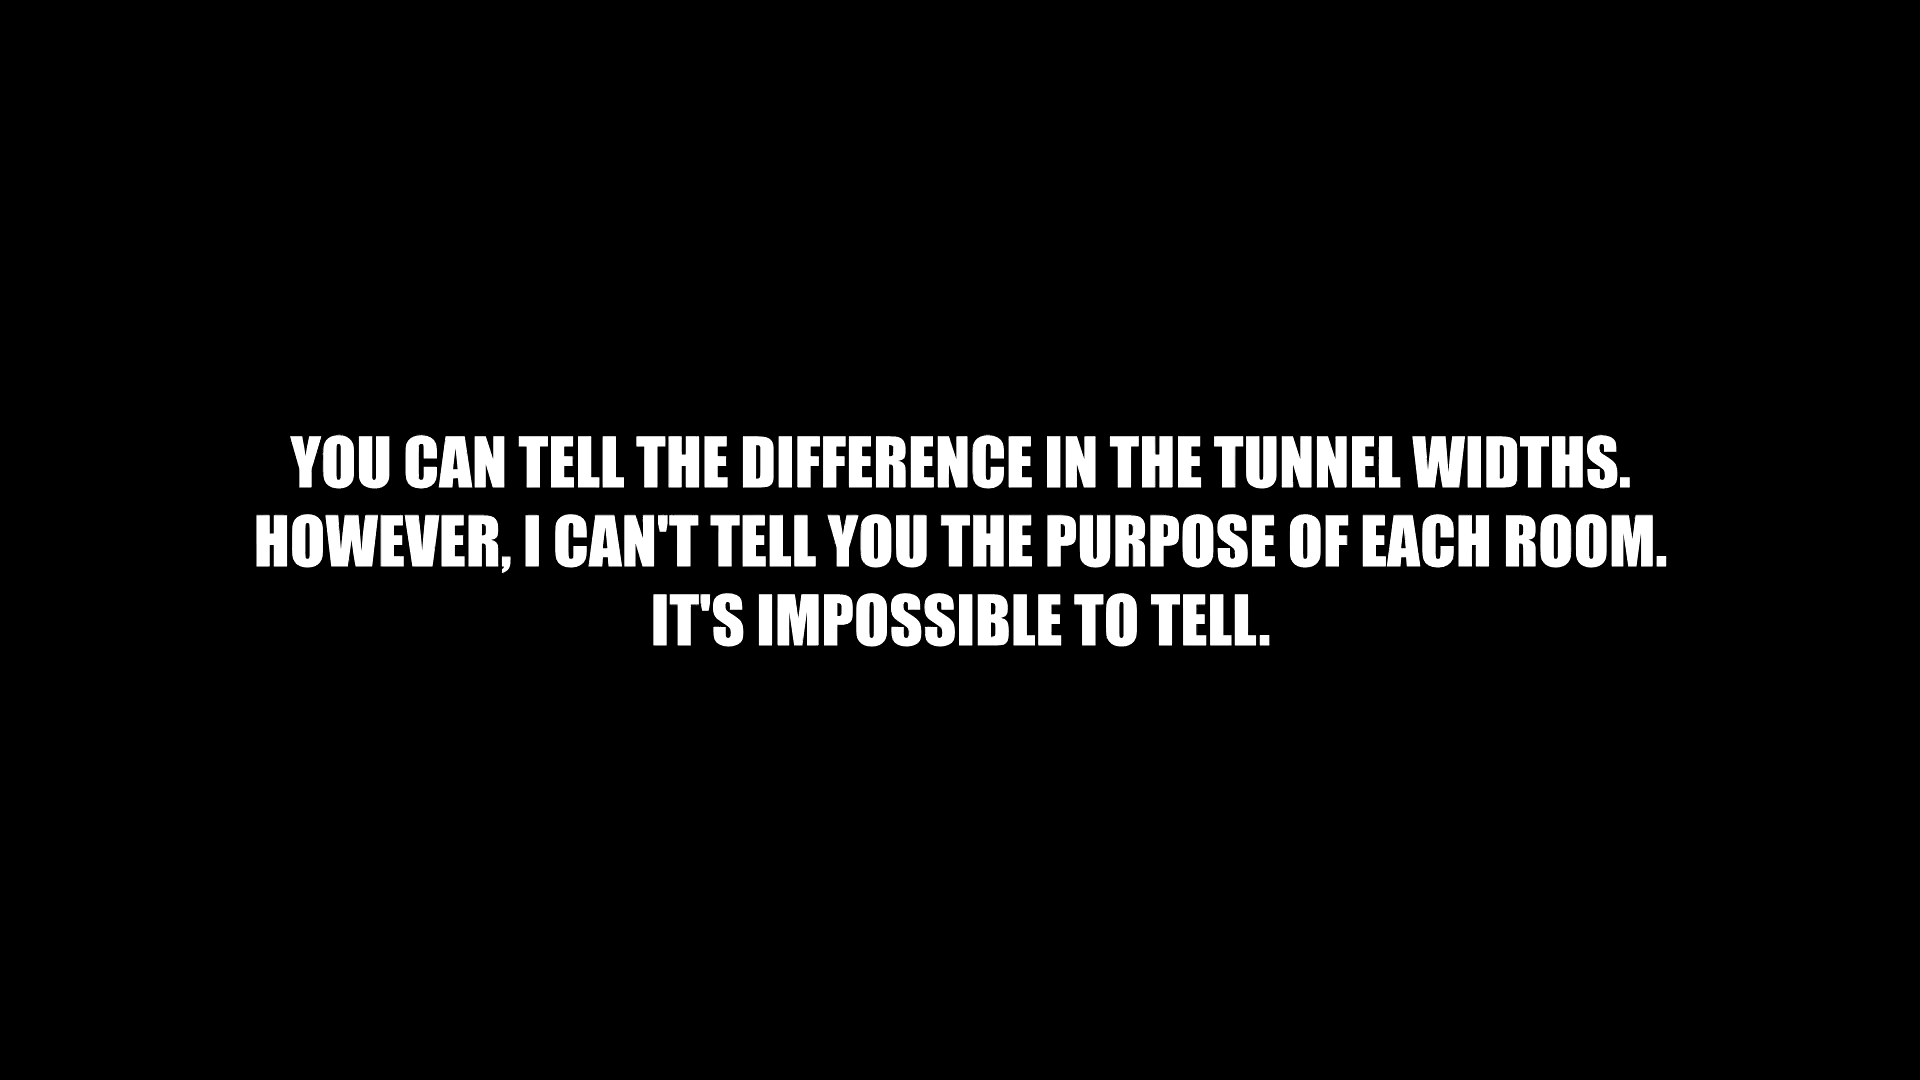 YOU CAN TELL THE DIFFERENCE IN THE TUNNEL WIDTHS.
HOWEVER, I CAN'T TELL YOU THE PURPOSE OF EACH ROOM.
IT'S IMPOSSIBLE TO TELL.